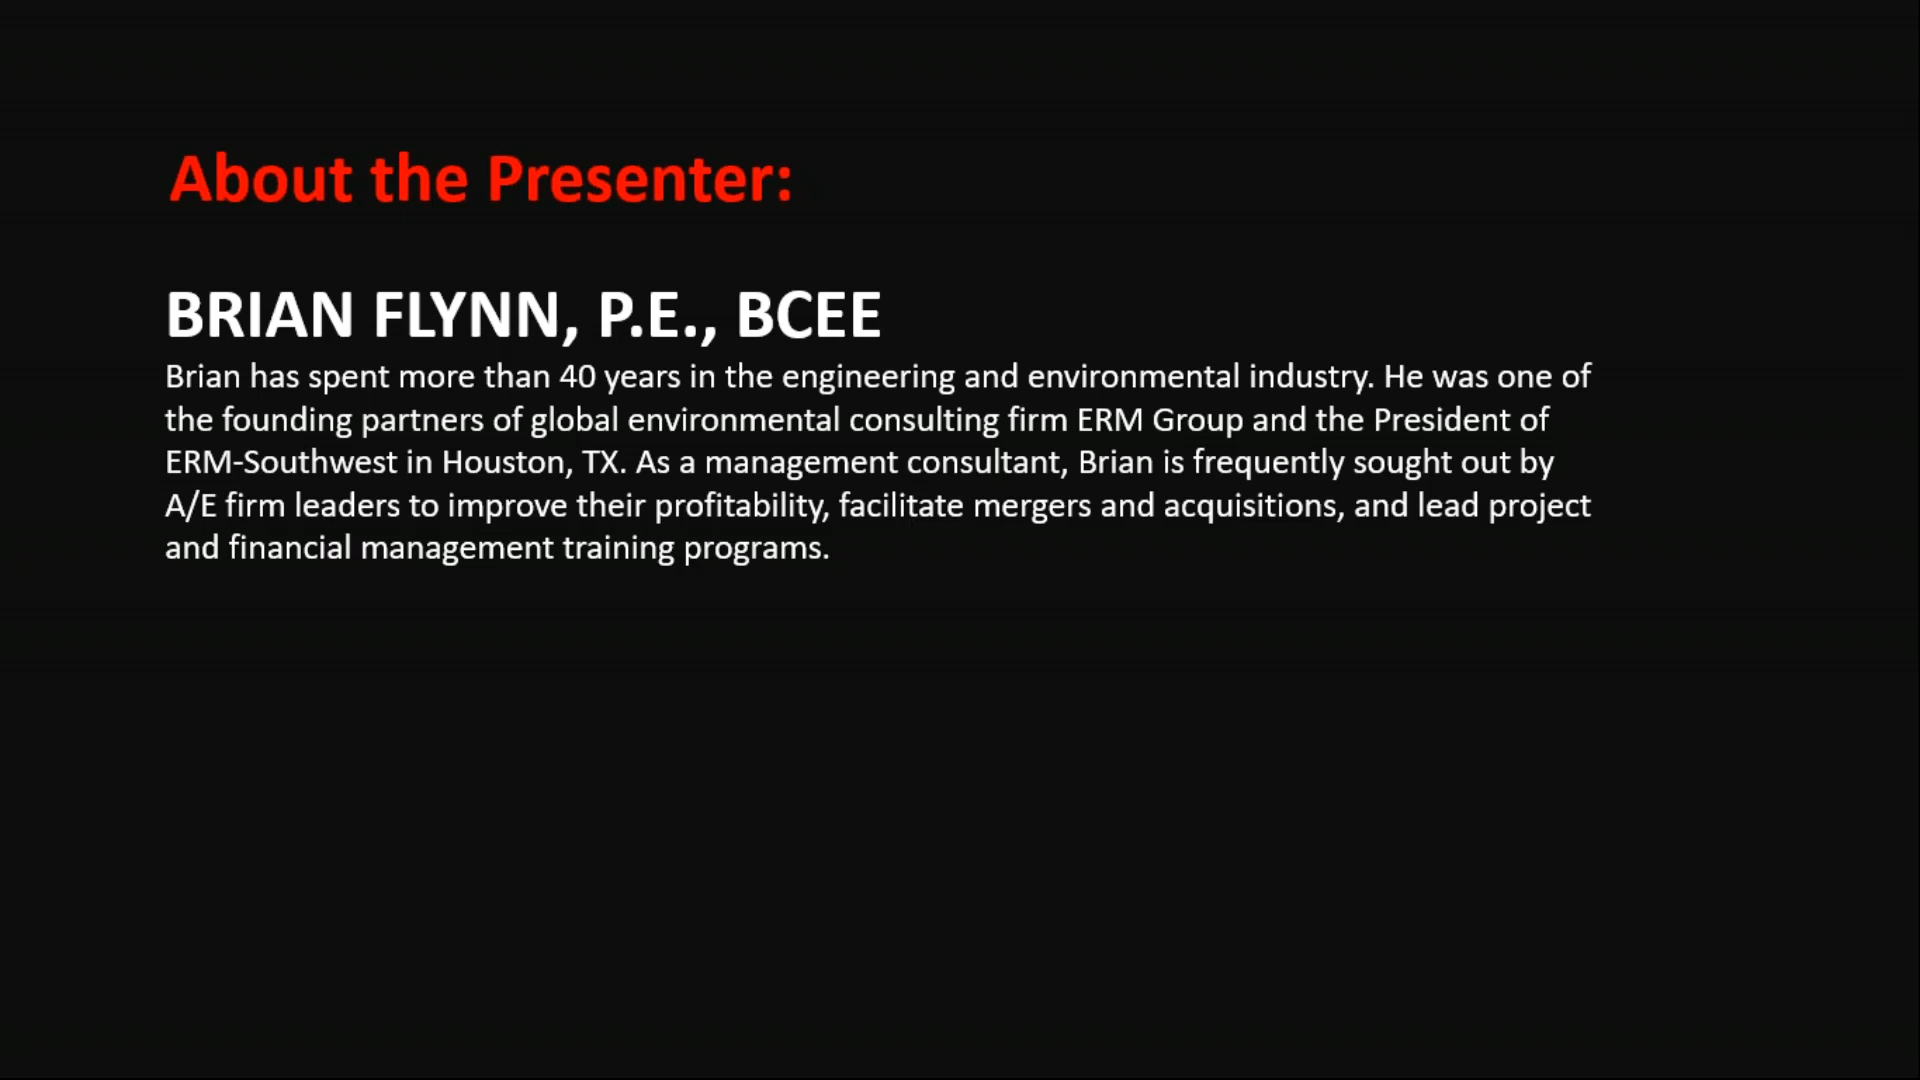 About the Presenter:
BRIAN FLYNN, P.E., BCEE
Brian has spent more than 40 years in the engineering and environmental industry. He was one of
the founding partners of global environmental consulting firm ERM Group and the President of
ERM-Southwest in Houston, TX. As a management consultant, Brian is frequently sought out by
A/E firm leaders to improve their profitability, facilitate mergers and acquisitions, and lead project
and financial management training programs.